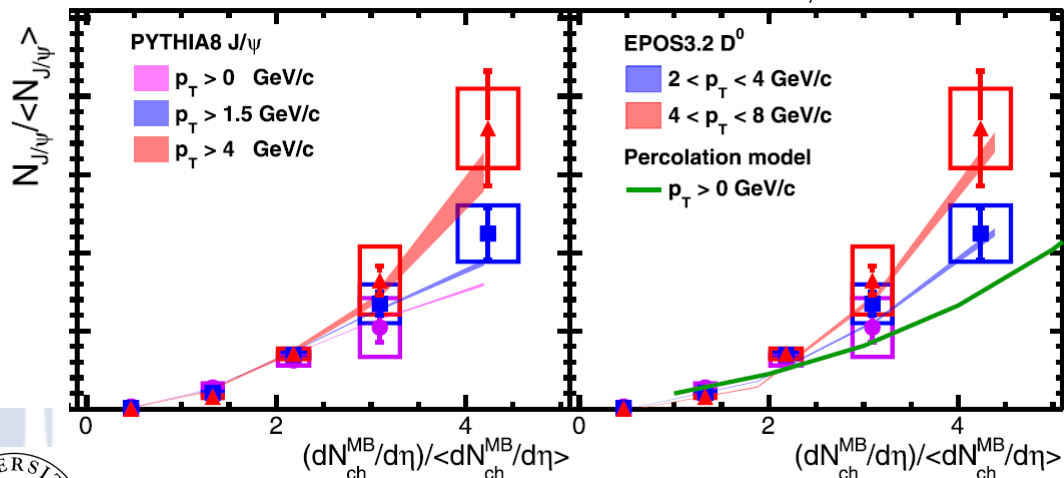 N_J/ψ/<N_J/ψ>
PYTHIA8 J/ψ
p_T > 0 GeV/c
p_T > 1.5 GeV/c
p_T > 4 GeV/c
0
2
4
(dN_ch^MB/dη)/<dN_ch^MB/dη>
EPOS3.2 D^0
2 < p_T < 4 GeV/c
4 < p_T < 8 GeV/c
Percolation model
p_T > 0 GeV/c
0
2
4
(dN_ch^MB/dη)/<dN_ch^MB/dη>
ERSI